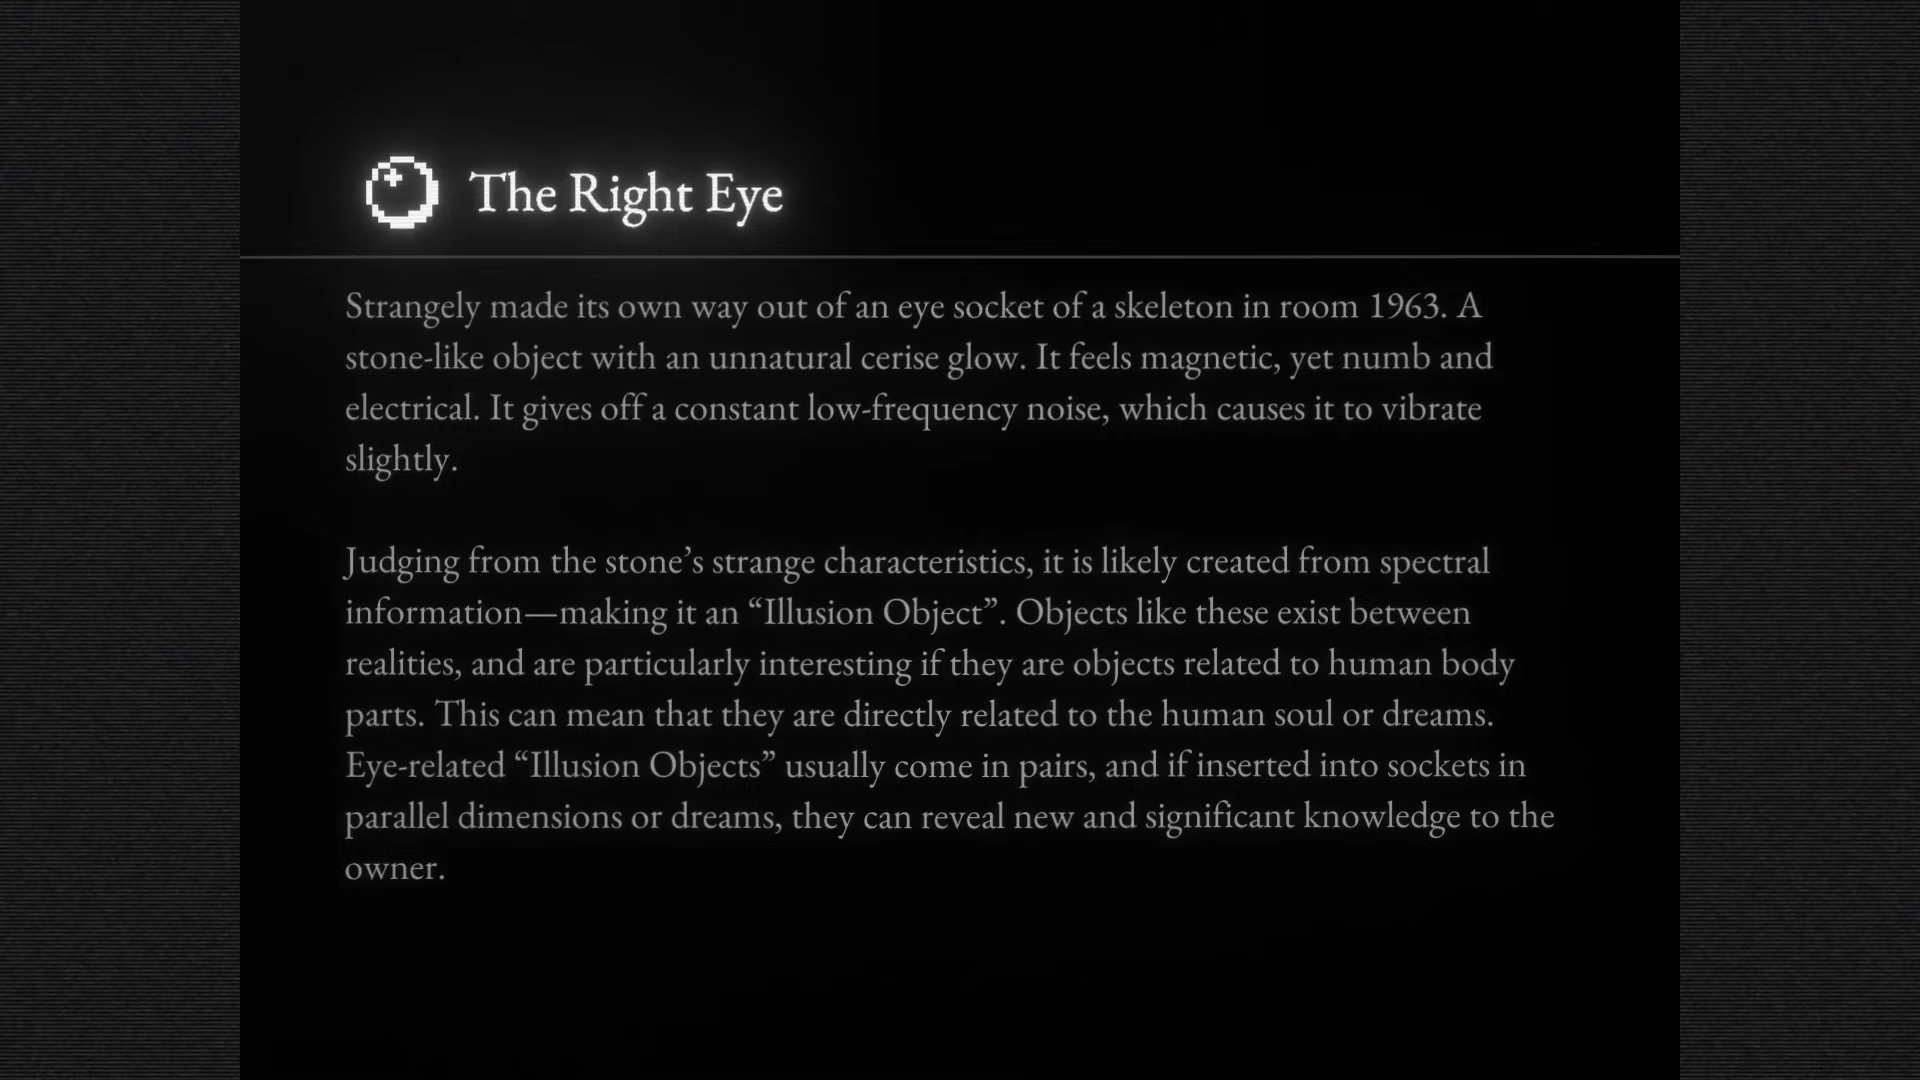 The Right Eye
Strangely made its own way out of an eye socket of a skeleton in room 1963. A
stone-like object with an unnatural cerise glow. It feels magnetic, yet numb and
electrical. It gives off a constant low-frequency noise, which causes it to vibrate
slightly.
Judging from the stone’s strange characteristics, it is likely created from spectral
information—making it an “Illusion Object”. Objects like these exist between
realities, and are particularly interesting if they are objects related to human body
parts. This can mean that they are directly related to the human soul or dreams.
Eye-related “Illusion Objects” usually come in pairs, and if inserted into sockets in
parallel dimensions or dreams, they can reveal new and significant knowledge to the
owner.